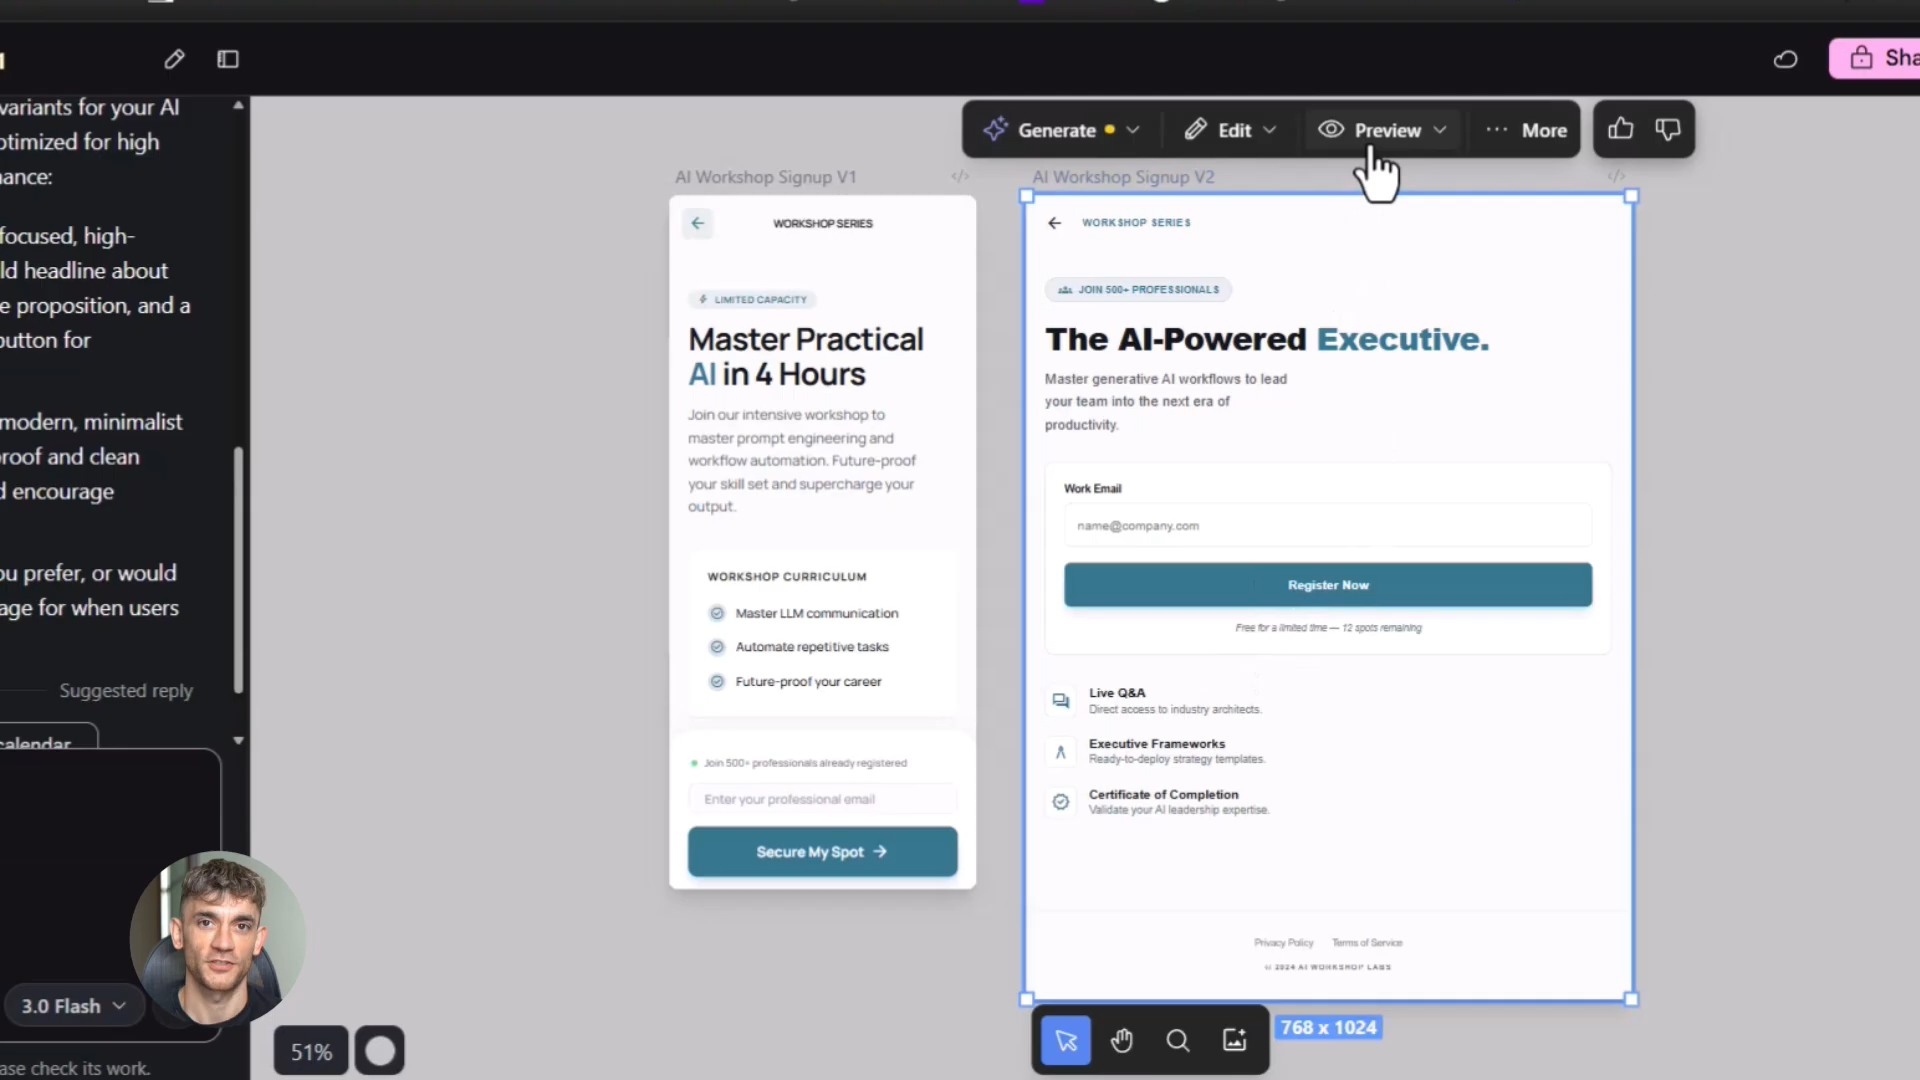 Sha
variants for your AI
ptimized for high
nance:
focused, high-
ld headline about
e proposition, and a
button for
modern, minimalist
proof and clean
d encourage
ou prefer, or would
age for when users
Suggested reply
calendar
3.0 Flash
ase check its work.
51%
Generate
Edit
Preview
More
AI Workshop Signup V1
</>
WORKSHOP SERIES
LIMITED CAPACITY
Master Practical
AI in 4 Hours
Join our intensive workshop to
master prompt engineering and
workflow automation. Future-proof
your skill set and supercharge your
output.
WORKSHOP CURRICULUM
Master LLM communication
Automate repetitive tasks
Future-proof your career
Join 500+ professionals already registered
Enter your professional email
Secure My Spot →
AI Workshop Signup V2
</>
WORKSHOP SERIES
JOIN 500+ PROFESSIONALS
The AI-Powered Executive.
Master generative AI workflows to lead
your team into the next era of
productivity.
Work Email
name@company.com
Register Now
Free for a limited time — 12 spots remaining
Live Q&A
Direct access to industry architects.
Executive Frameworks
Ready-to-deploy strategy templates.
Certificate of Completion
Validate your AI leadership expertise.
Privacy Policy Terms of Service
© 2024 AI WORKSHOP LABS
768 x 1024